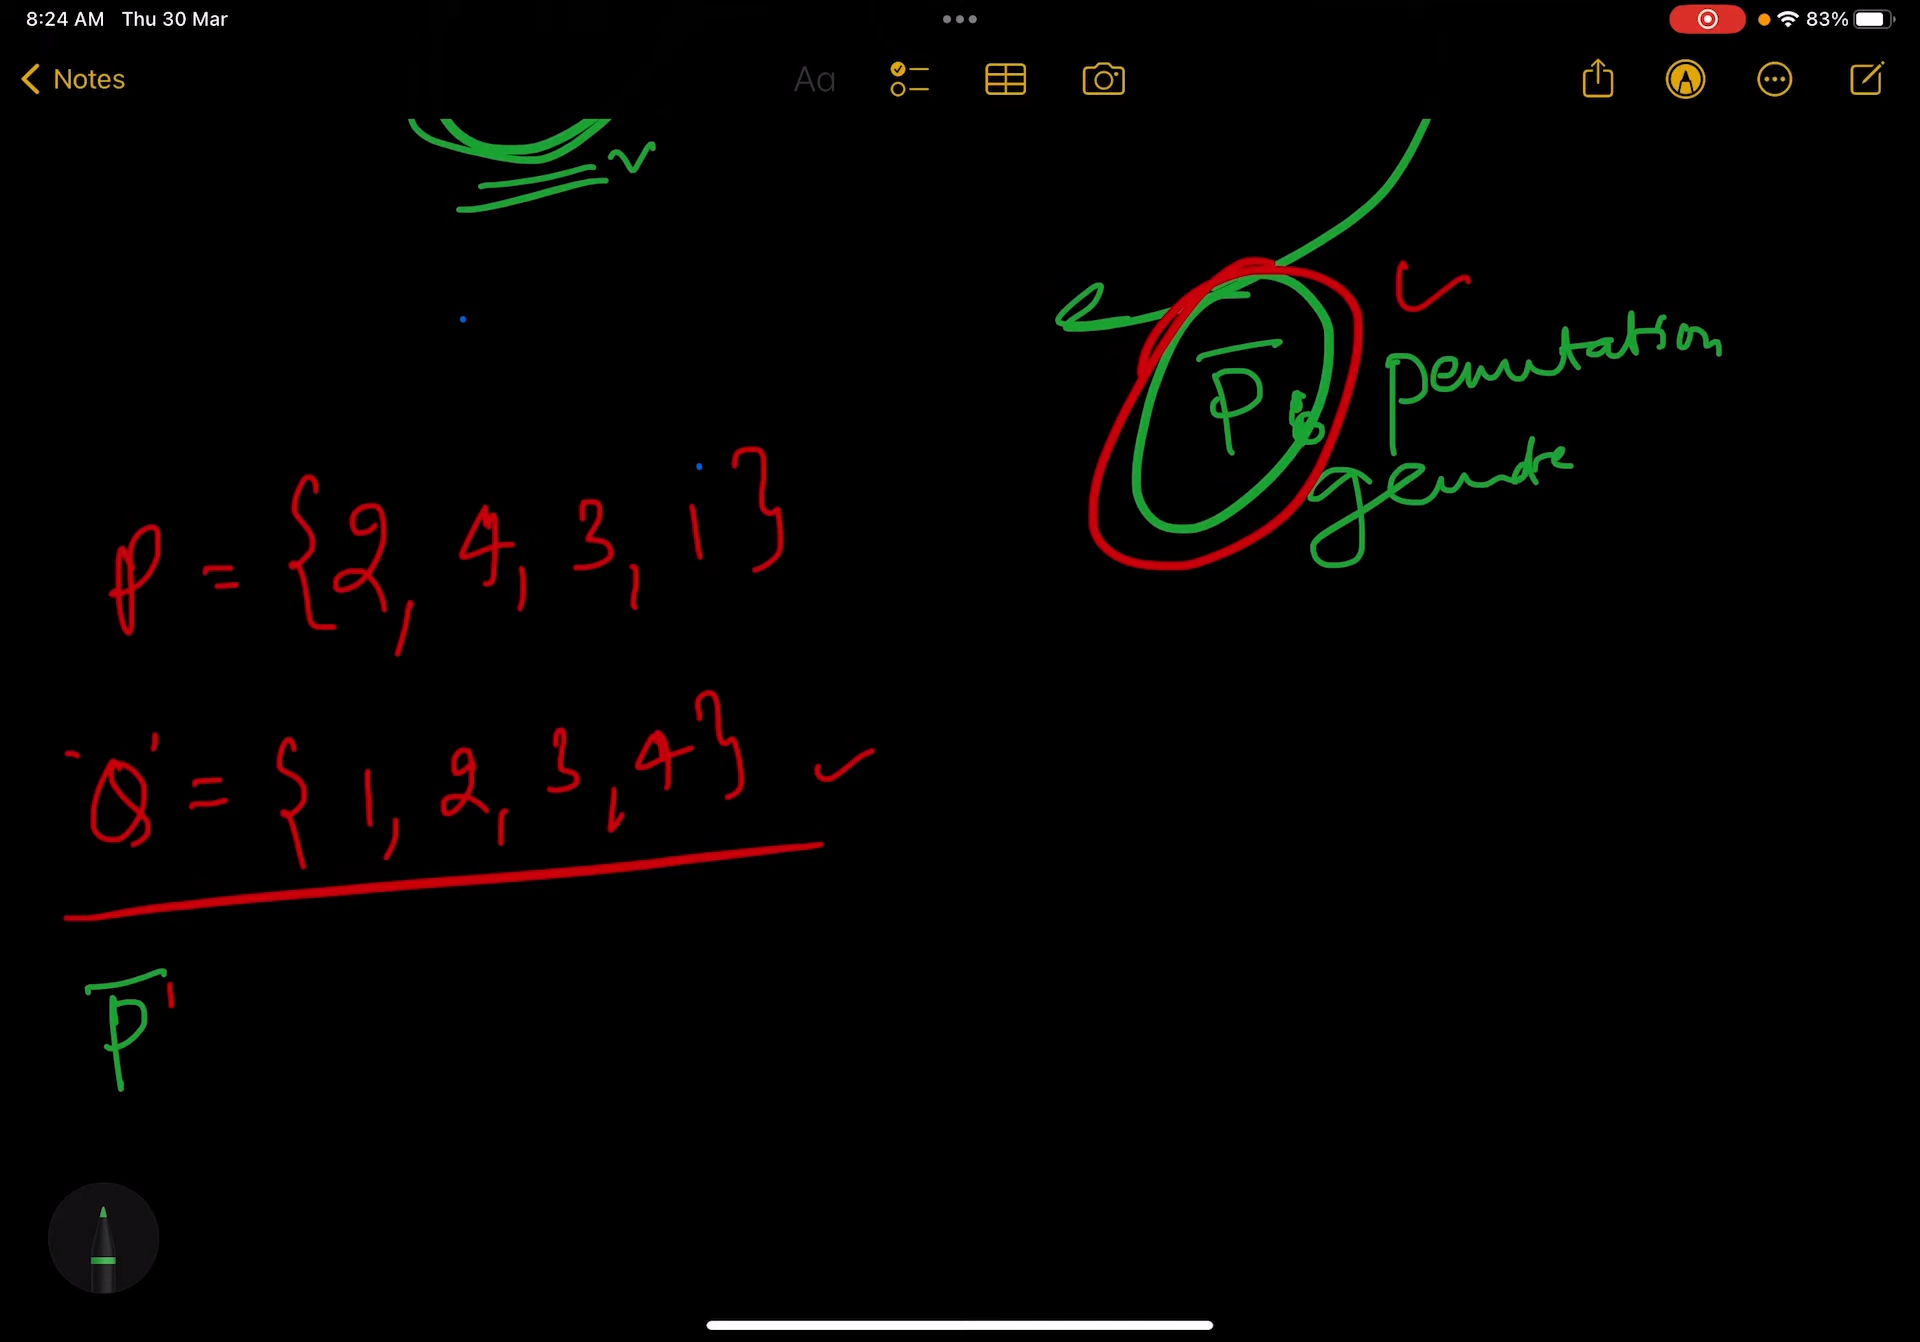 8:24 AM Thu 30 Mar
83%
Notes
Aa
P
permutation
P = {2, 4, 3, 1}
Q' = {1, 2, 3, 4}
P'